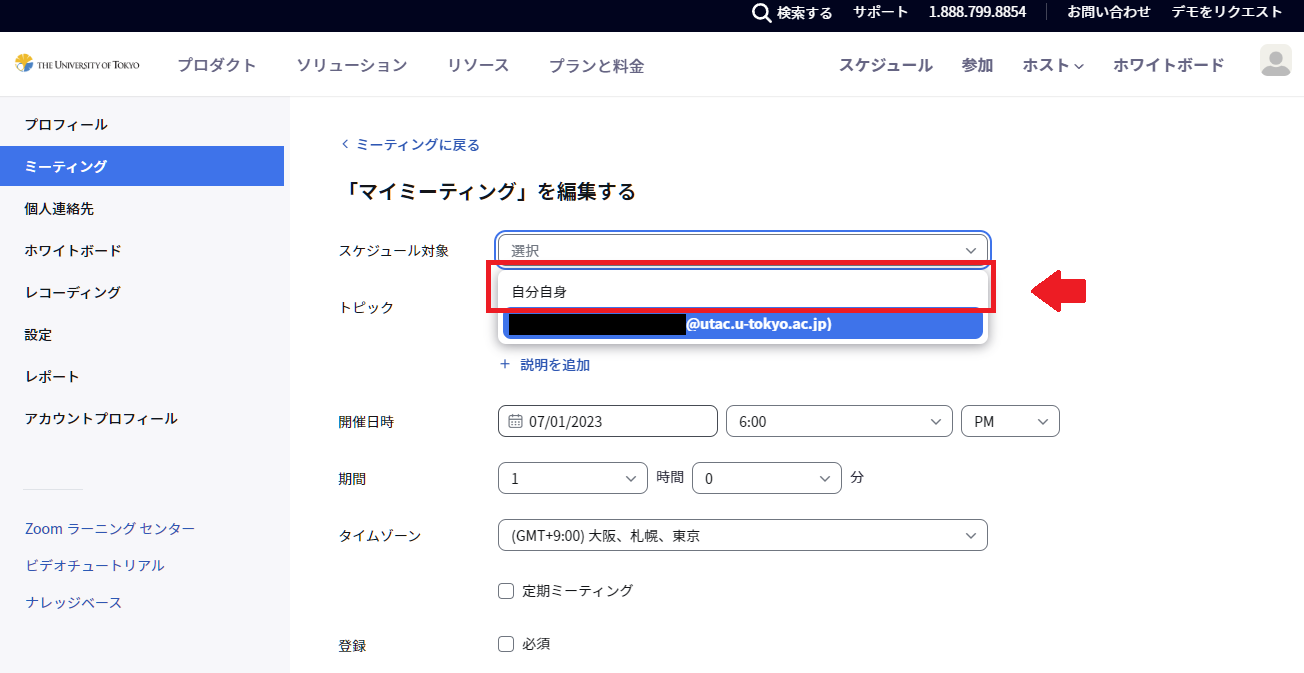 検索する サポート 1.888.799.8854 お問い合わせ デモをリクエスト
THE UNIVERSITY OF TOKYO プロダクト ソリューション リソース プランと料金 スケジュール 参加 ホスト ホワイトボード
プロフィール
ミーティング
個人連絡先
ホワイトボード
レコーディング
設定
レポート
アカウントプロフィール
Zoom ラーニング センター
ビデオチュートリアル
ナレッジベース
ミーティングに戻る
「マイミーティング」を編集する
スケジュール対象 選択
自分自身
トピック
@utac.u-tokyo.ac.jp)
+ 説明を追加
開催日時 07/01/2023 6:00 PM
期間 1 時間 0 分
タイムゾーン (GMT+9:00) 大阪、札幌、東京
定期ミーティング
登録 必須